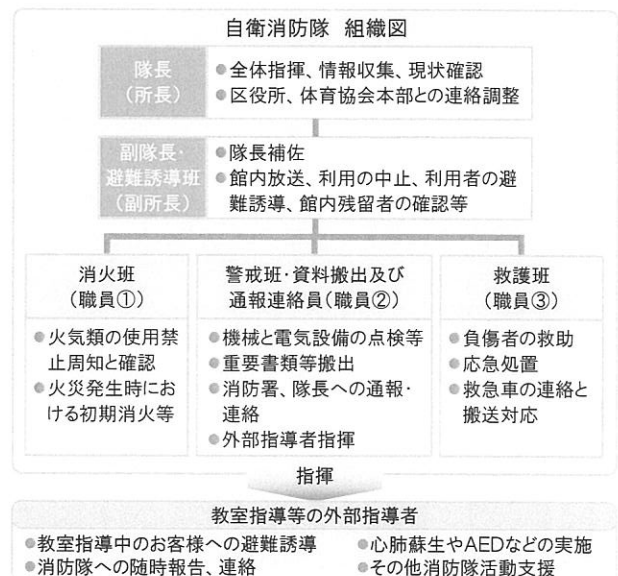 自衛消防隊 組織図
隊長
(所長)
●全体指揮、情報収集、現状確認
●区役所、体育協会本部との連絡調整
副隊長・
避難誘導班
(副所長)
●隊長補佐
●館内放送、利用の中止、利用者の避
難誘導、館内残留者の確認等
消火班
(職員①)
●火気類の使用禁
止周知と確認
●火災発生時にお
ける初期消火等
警戒班・資料搬出及び
通報連絡員(職員②)
●機械と電気設備の点検等
●重要書類等搬出
●消防署、隊長への通報・
連絡
●外部指導者指揮
救護班
(職員③)
●負傷者の救助
●応急処置
●救急車の連絡と
搬送対応
指揮
教室指導等の外部指導者
●教室指導中のお客様への避難誘導
●消防隊への随時報告、連絡
●心肺蘇生やAEDなどの実施
●その他消防隊活動支援